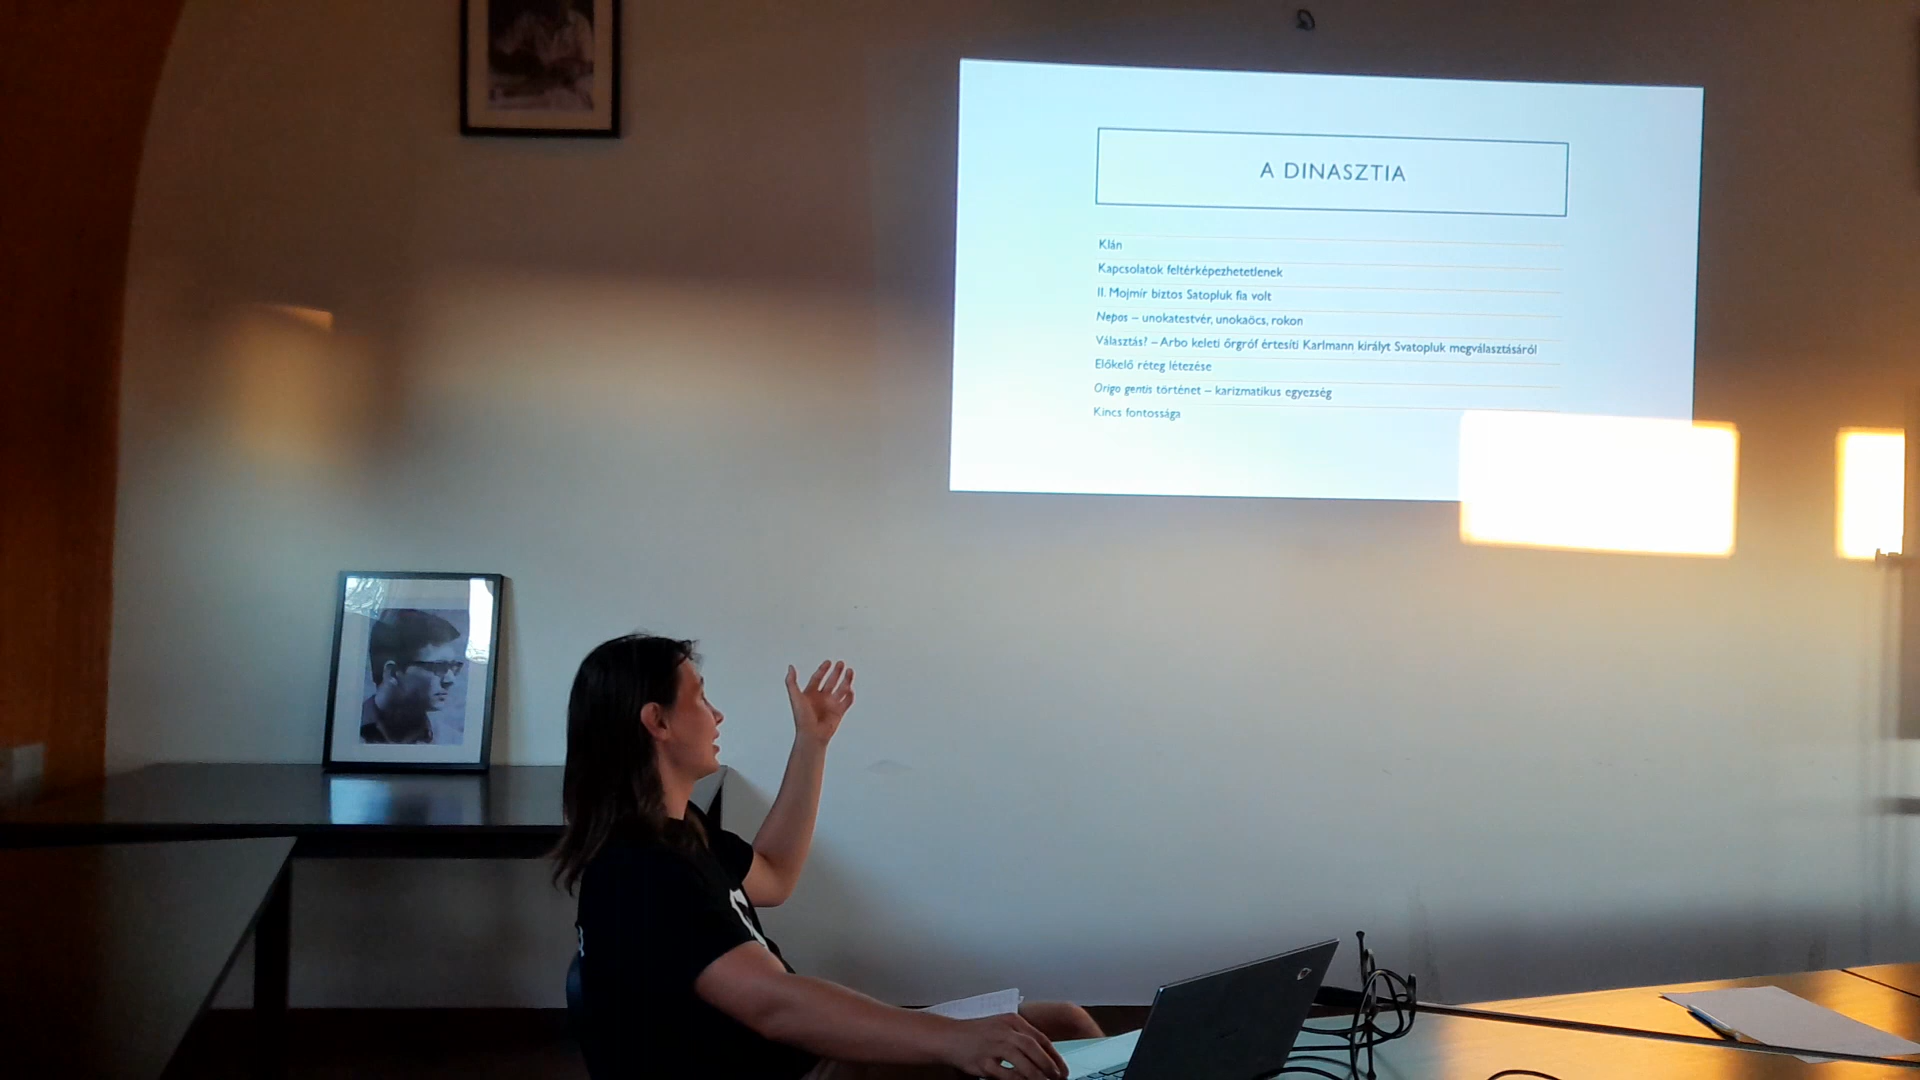 A DINASZTIA
Klán
Kapcsolatok feltérképezhetetlenek
II. Mojmír biztos Satopluk fia volt
Nepos – unokatestvér, unokaöcs, rokon
Választás? – Arbo keleti őrgróf értesíti Karlmann királyt Svatopluk megválasztásáról
Előkelő réteg létezése
Origo gentis történet – karizmatikus egyezség
Kincs fontossága